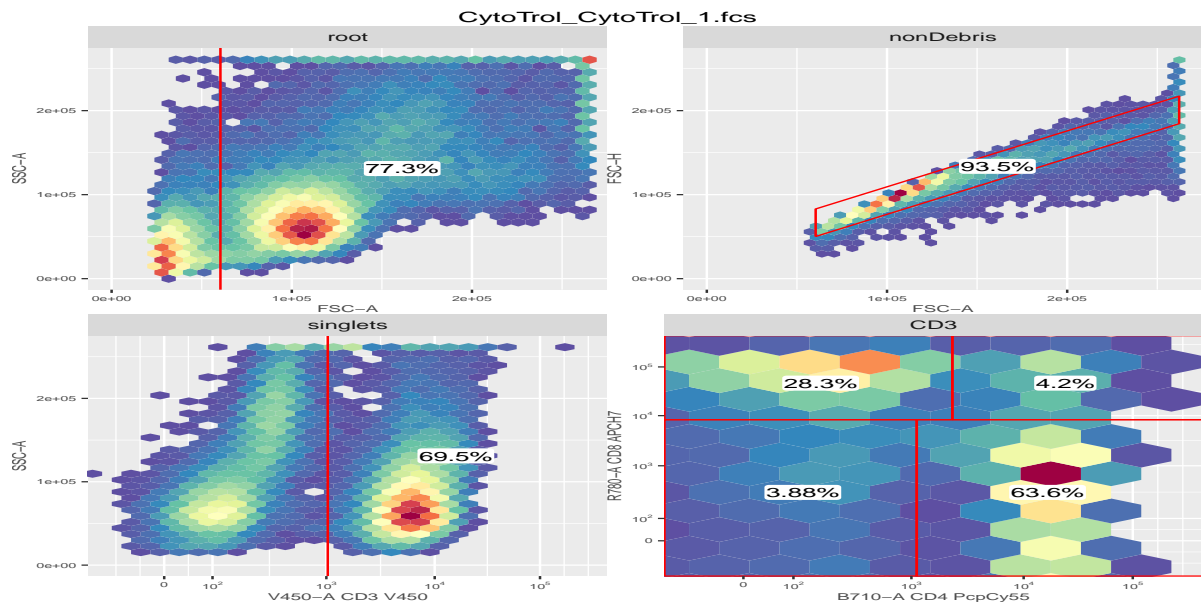 CytoTrol_CytoTrol_1.fcs
root
SSC−A
2e+05
1e+05
0e+00
77.3%
0e+00 1e+05 2e+05
FSC−A
nonDebris
FSC−H
2e+05
1e+05
0e+00
93.5%
0e+00 1e+05 2e+05
FSC−A
singlets
SSC−A
2e+05
1e+05
0e+00
69.5%
0 10² 10³ 10⁴ 10⁵
V450−A CD3 V450
CD3
R780−A CD8 APCH7
10⁵
10⁴
10³
10²
0
28.3% 4.2%
3.88% 63.6%
0 10² 10³ 10⁴ 10⁵
B710−A CD4 PcpCy55